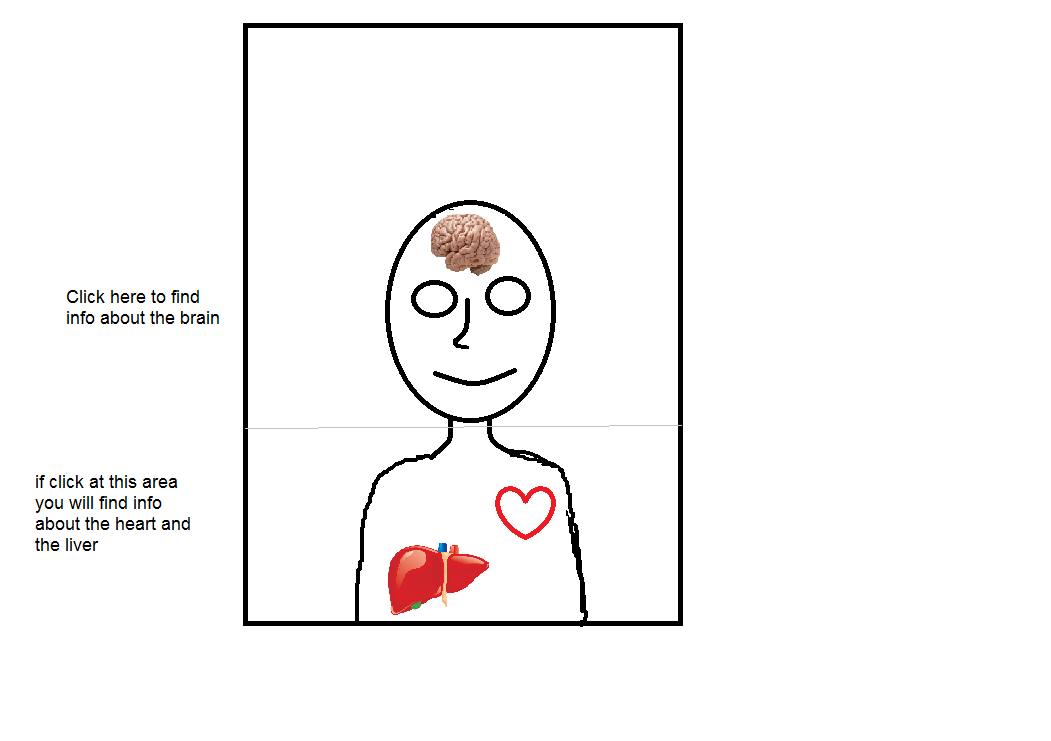 Click here to find
info about the brain
if click at this area
you will find info
about the heart and
the liver